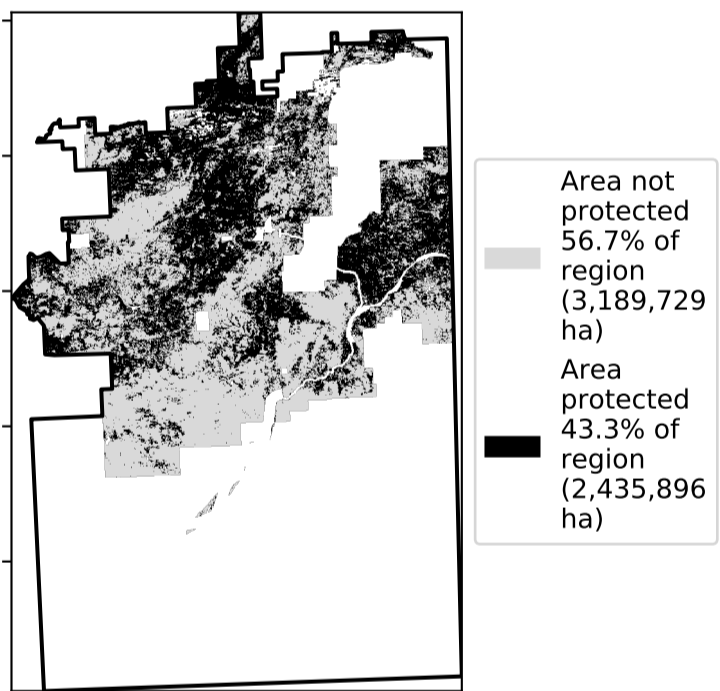 Area not
protected
56.7% of
region
(3,189,729
ha)
Area
protected
43.3% of
region
(2,435,896
ha)